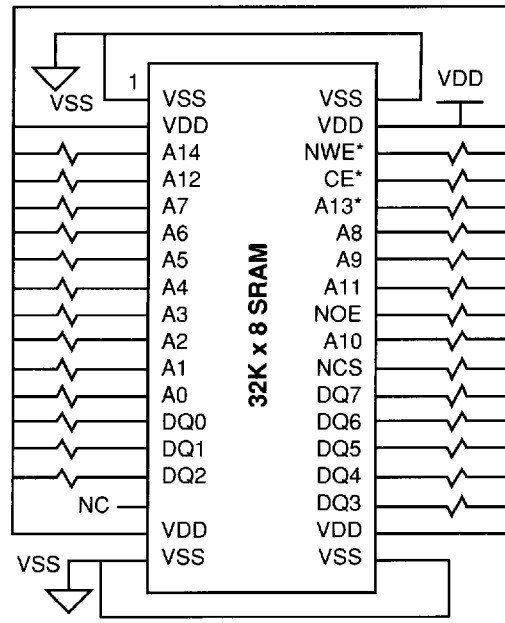 VSS
1
VDD
VSS
VDD
A14
A12
A7
A6
A5
A4
A3
A2
A1
A0
DQ0
DQ1
DQ2
NC
VDD
VSS
VSS
32K x 8 SRAM
VSS
VDD
NWE*
CE*
A13*
A8
A9
A11
NOE
A10
NCS
DQ7
DQ6
DQ5
DQ4
DQ3
VDD
VSS